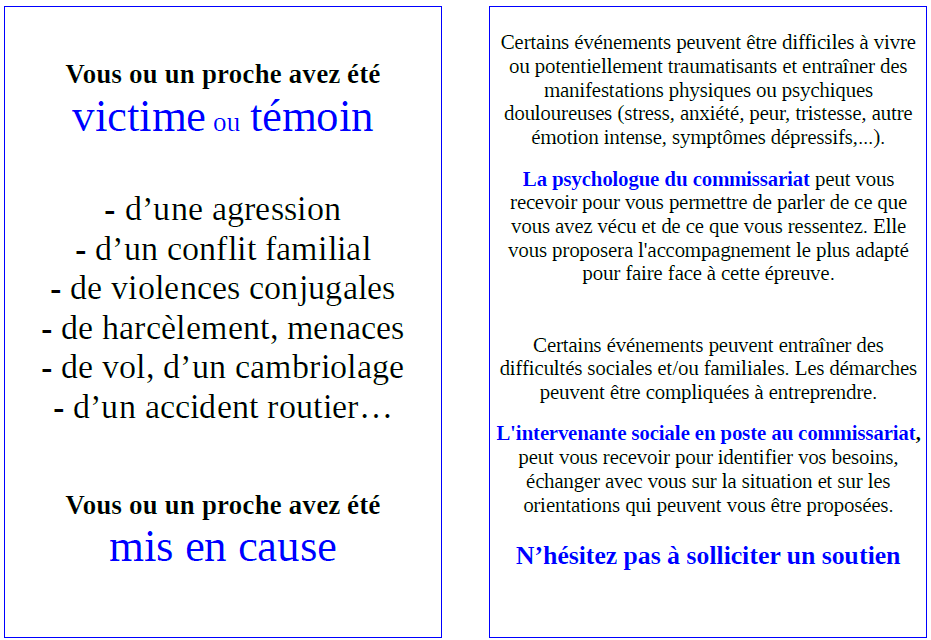 Vous ou un proche avez été
victime ou témoin
- d’une agression
- d’un conflit familial
- de violences conjugales
- de harcèlement, menaces
- de vol, d’un cambriolage
- d’un accident routier…
Vous ou un proche avez été
mis en cause
Certains événements peuvent être difficiles à vivre
ou potentiellement traumatisants et entraîner des
manifestations physiques ou psychiques
douloureuses (stress, anxiété, peur, tristesse, autre
émotion intense, symptômes dépressifs,...).
La psychologue du commissariat peut vous
recevoir pour vous permettre de parler de ce que
vous avez vécu et de ce que vous ressentez. Elle
vous proposera l'accompagnement le plus adapté
pour faire face à cette épreuve.
Certains événements peuvent entraîner des
difficultés sociales et/ou familiales. Les démarches
peuvent être compliquées à entreprendre.
L'intervenante sociale en poste au commissariat,
peut vous recevoir pour identifier vos besoins,
échanger avec vous sur la situation et sur les
orientations qui peuvent vous être proposées.
N’hésitez pas à solliciter un soutien